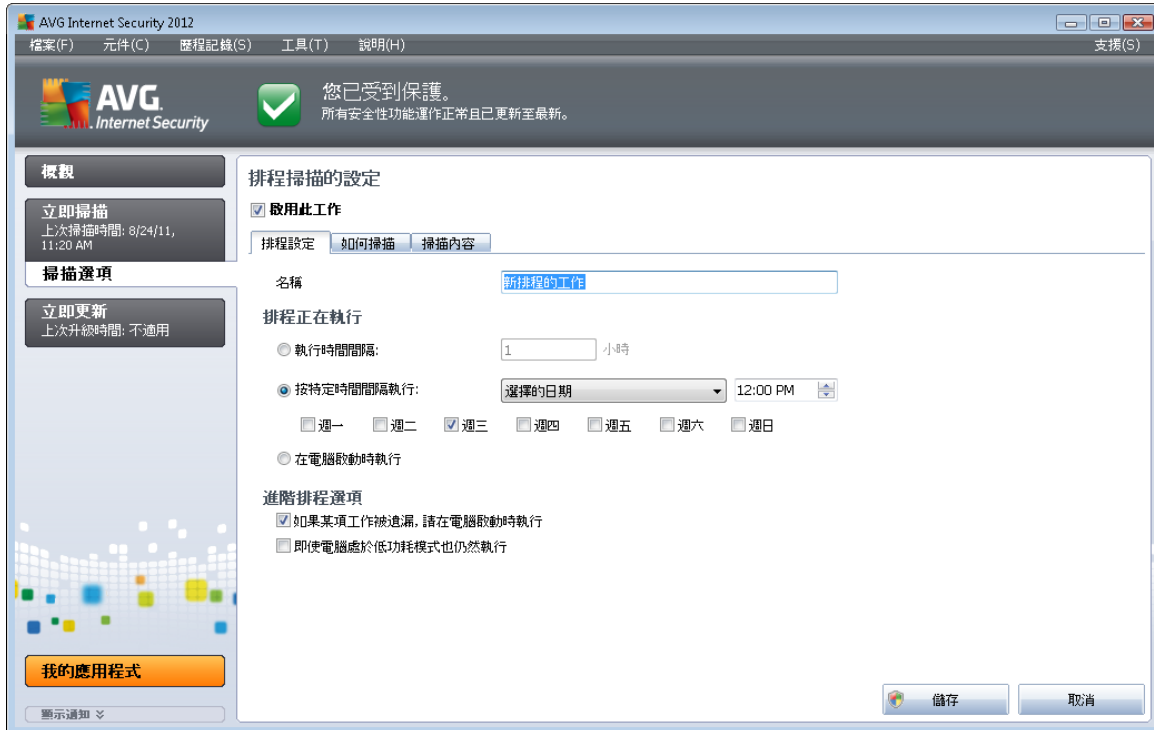 AVG Internet Security 2012
檔案(F) 元件(C) 歷程記錄(S) 工具(T) 說明(H) 支援(S)
AVG.
Internet Security
您已受到保護。
所有安全性功能運作正常且已更新至最新。
概觀
立即掃描
上次掃描時間: 8/24/11,
11:20 AM
掃描選項
立即更新
上次升級時間: 不適用
我的應用程式
顯示通知
排程掃描的設定
啟用此工作
排程設定 如何掃描 掃描內容
名稱 新排程的工作
排程正在執行
執行時間間隔: 1 小時
按特定時間間隔執行: 選擇的日期 12:00 PM
週一 週二 週三 週四 週五 週六 週日
在電腦啟動時執行
進階排程選項
如果某項工作被遺漏, 請在電腦啟動時執行
即使電腦處於低功耗模式也仍然執行
儲存 取消